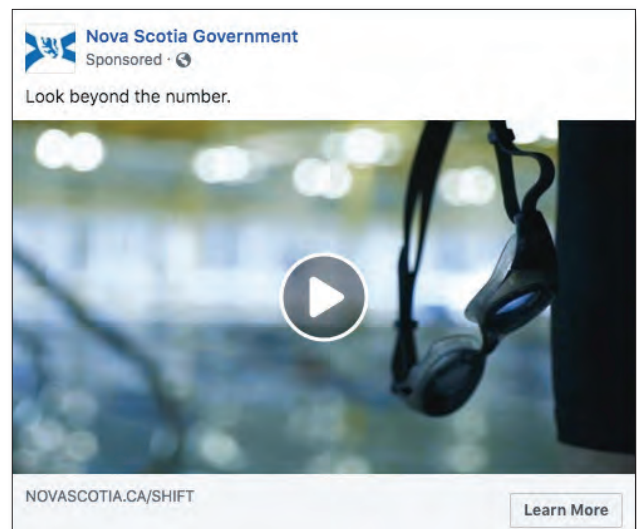 Nova Scotia Government
Sponsored ·
Look beyond the number.
NOVASCOTIA.CA/SHIFT
Learn More